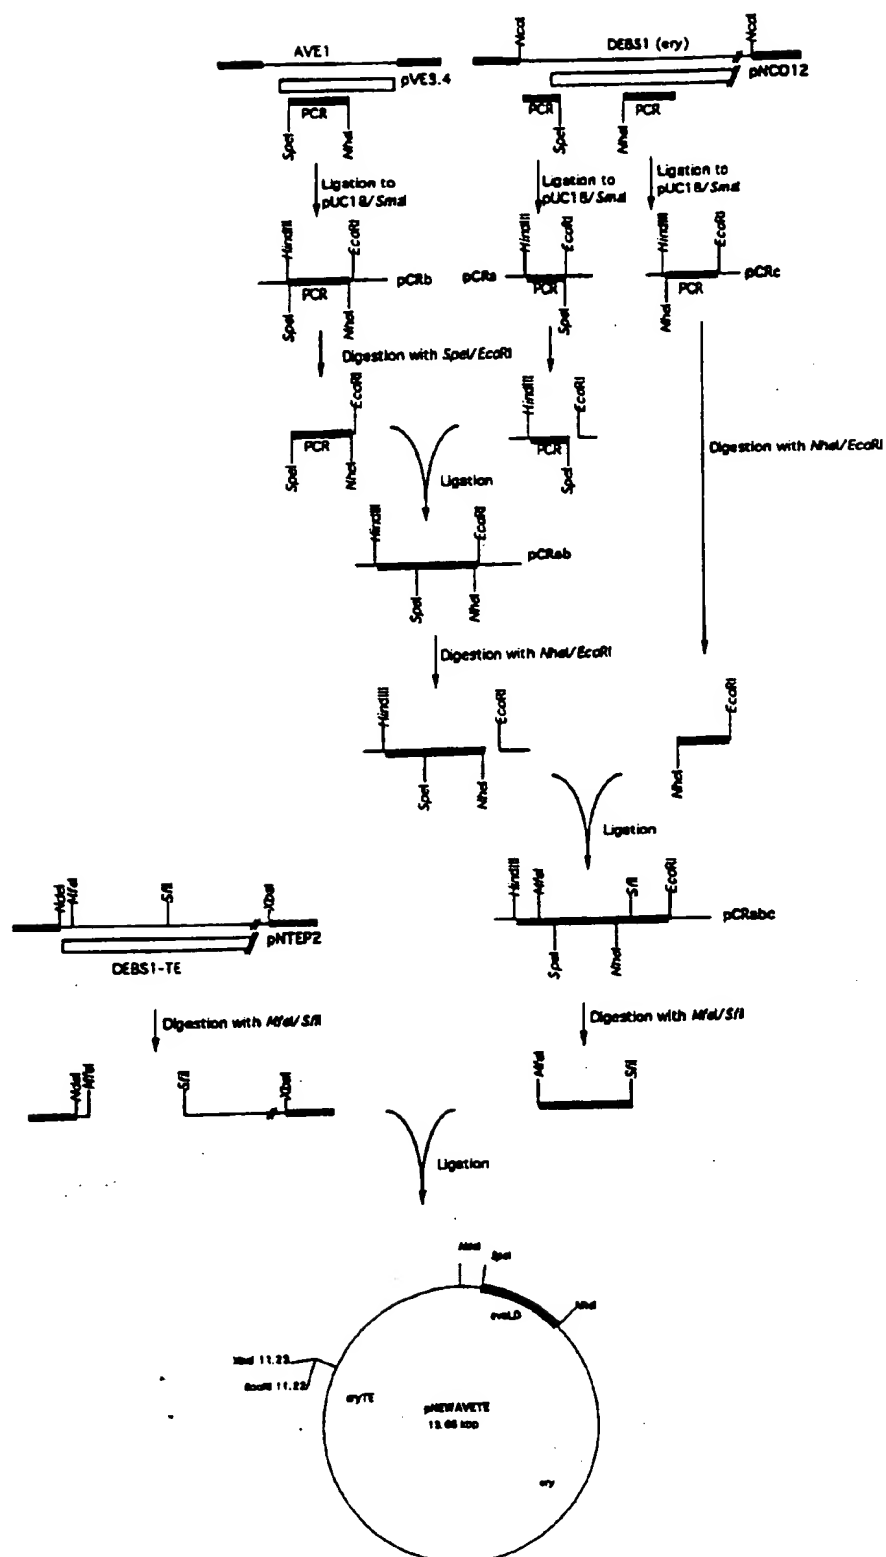 NcoI
NcoI
AVE1
DEBS1 (ery)
pVE3.4
pNCO12
PCR
PCR
PCR
SpeI
NheI
SpeI
NheI
Ligation to
pUC18/SmaI
Ligation to
pUC18/SmaI
Ligation to
pUC18/SmaI
HindIII
EcoRI
HindIII
EcoRI
HindIII
EcoRI
pCRb
pCRa
pCRc
PCR
PCR
PCR
SpeI
NheI
SpeI
NheI
Digestion with SpeI/EcoRI
EcoRI
HindIII
EcoRI
PCR
PCR
SpeI
NheI
SpeI
Digestion with NheI/EcoRI
Ligation
HindIII
EcoRI
pCRab
SpeI
NheI
Digestion with NheI/EcoRI
HindIII
EcoRI
EcoRI
SpeI
NheI
NheI
Ligation
NdeI
MfeI
SfiI
XbaI
pNTEP2
DEBS1-TE
HindIII
MfeI
SfiI
EcoRI
pCRabc
SpeI
NheI
Digestion with MfeI/SfiI
Digestion with MfeI/SfiI
NdeI
MfeI
SfiI
XbaI
MfeI
SfiI
Ligation
NdeI
SpeI
NheI
aveLD
XbaI 11.23
EcoRI 11.22
eryTE
pNEWAVETE
13.66 kbp
ery